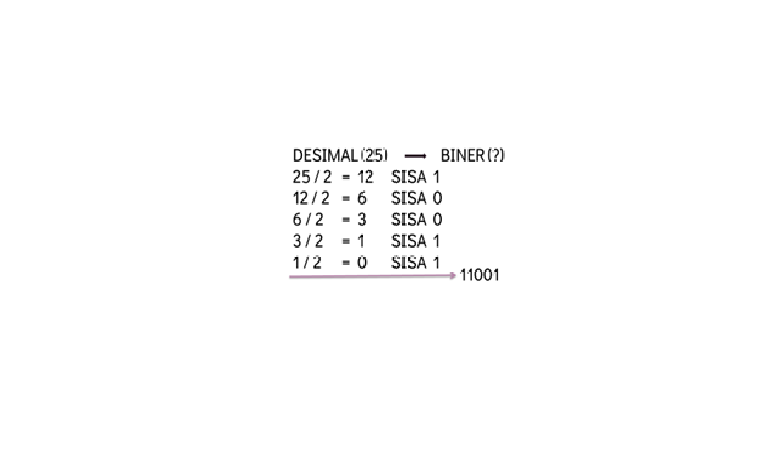 DESIMAL (25) → BINER (?)
25 / 2 = 12 SISA 1
12 / 2 = 6 SISA 0
6 / 2 = 3 SISA 0
3 / 2 = 1 SISA 1
1 / 2 = 0 SISA 1
11001